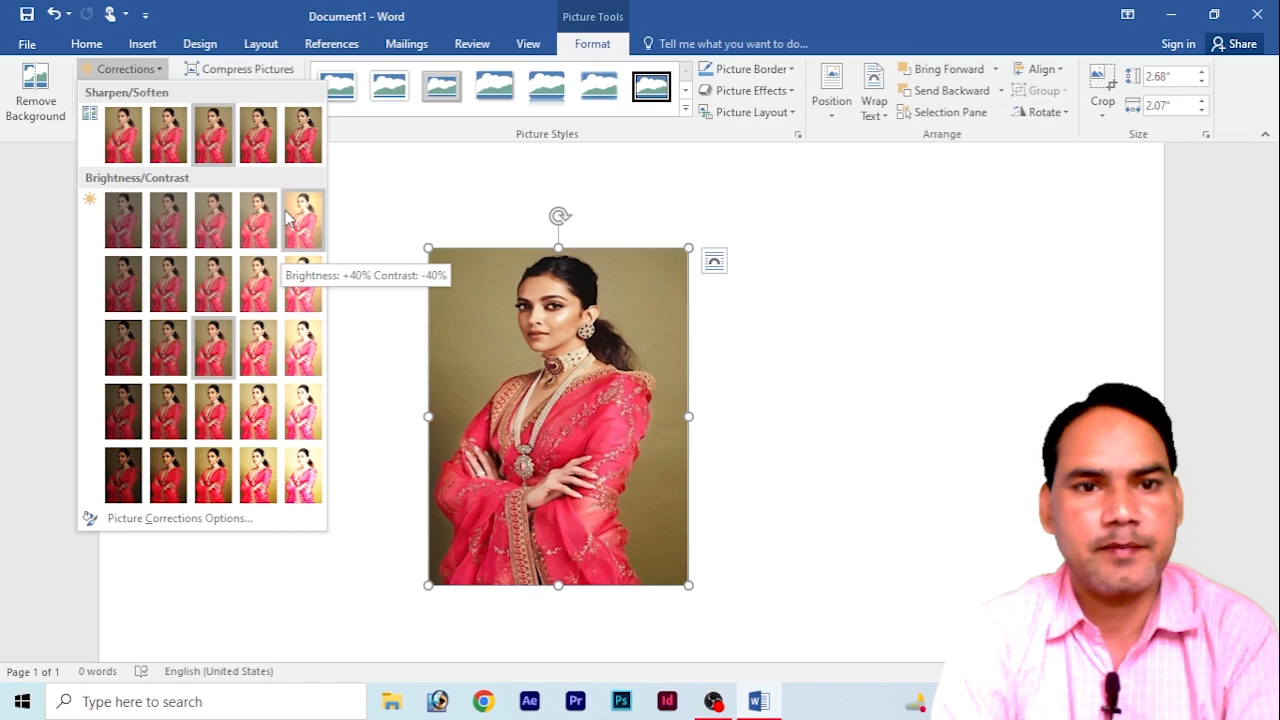 Document1 - Word
Picture Tools
File
Home
Insert
Design
Layout
References
Mailings
Review
View
Format
Tell me what you want to do...
Sign in
Share
Remove
Background
Corrections
Compress Pictures
Picture Border
Picture Effects
Picture Layout
Picture Styles
Position
Wrap
Text
Bring Forward
Send Backward
Selection Pane
Align
Group
Rotate
Arrange
Crop
2.68"
2.07"
Size
Sharpen/Soften
Brightness/Contrast
Brightness: +40% Contrast: -40%
Picture Corrections Options...
Page 1 of 1
0 words
English (United States)
Type here to search
Ae
Pr
Ps
Id